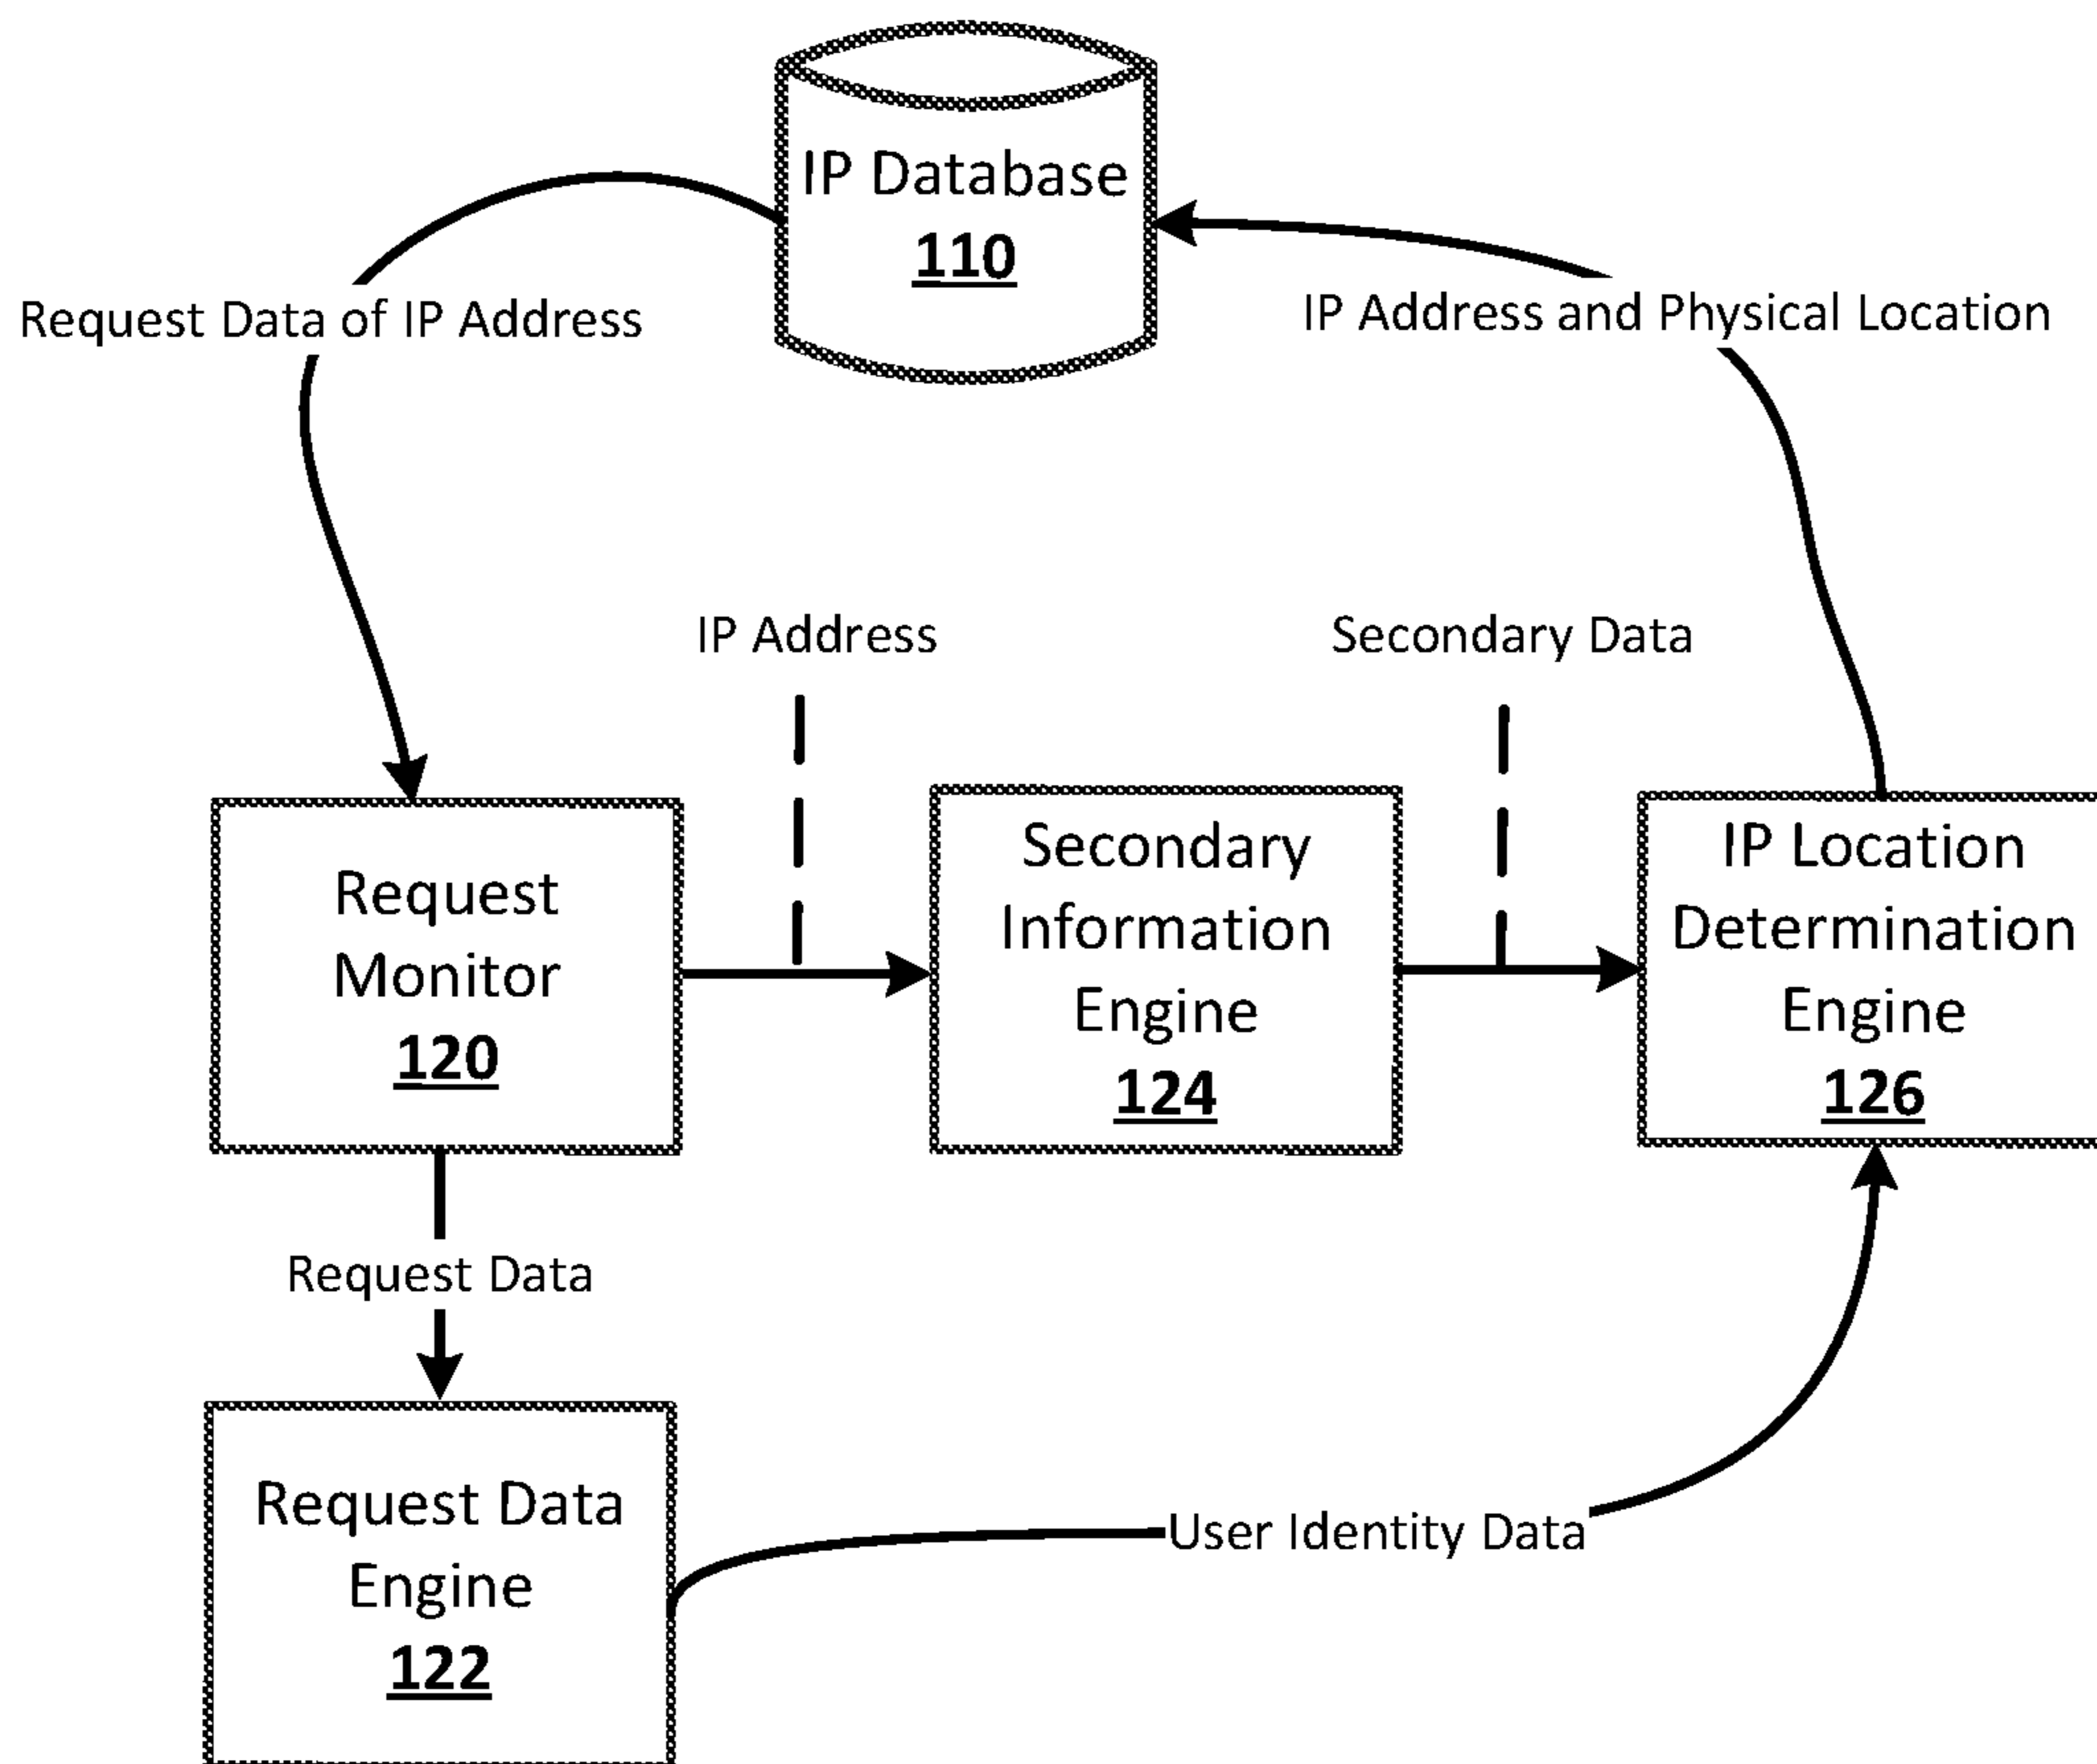 IP Database
110
Request Data of IP Address
IP Address and Physical Location
IP Address
Secondary Data
Request
Monitor
120
Secondary
Information
Engine
124
IP Location
Determination
Engine
126
Request Data
Request Data
Engine
122
User Identity Data